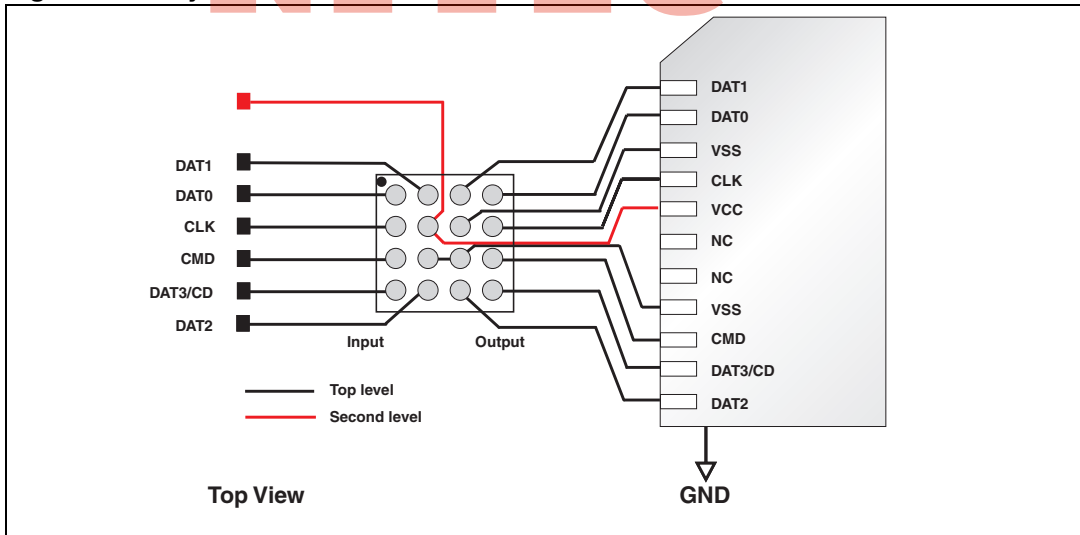 DAT1
DAT0
CLK
CMD
DAT3/CD
DAT2
Input
Output
DAT1
DAT0
VSS
CLK
VCC
NC
NC
VSS
CMD
DAT3/CD
DAT2
Top level
Second level
Top View
GND